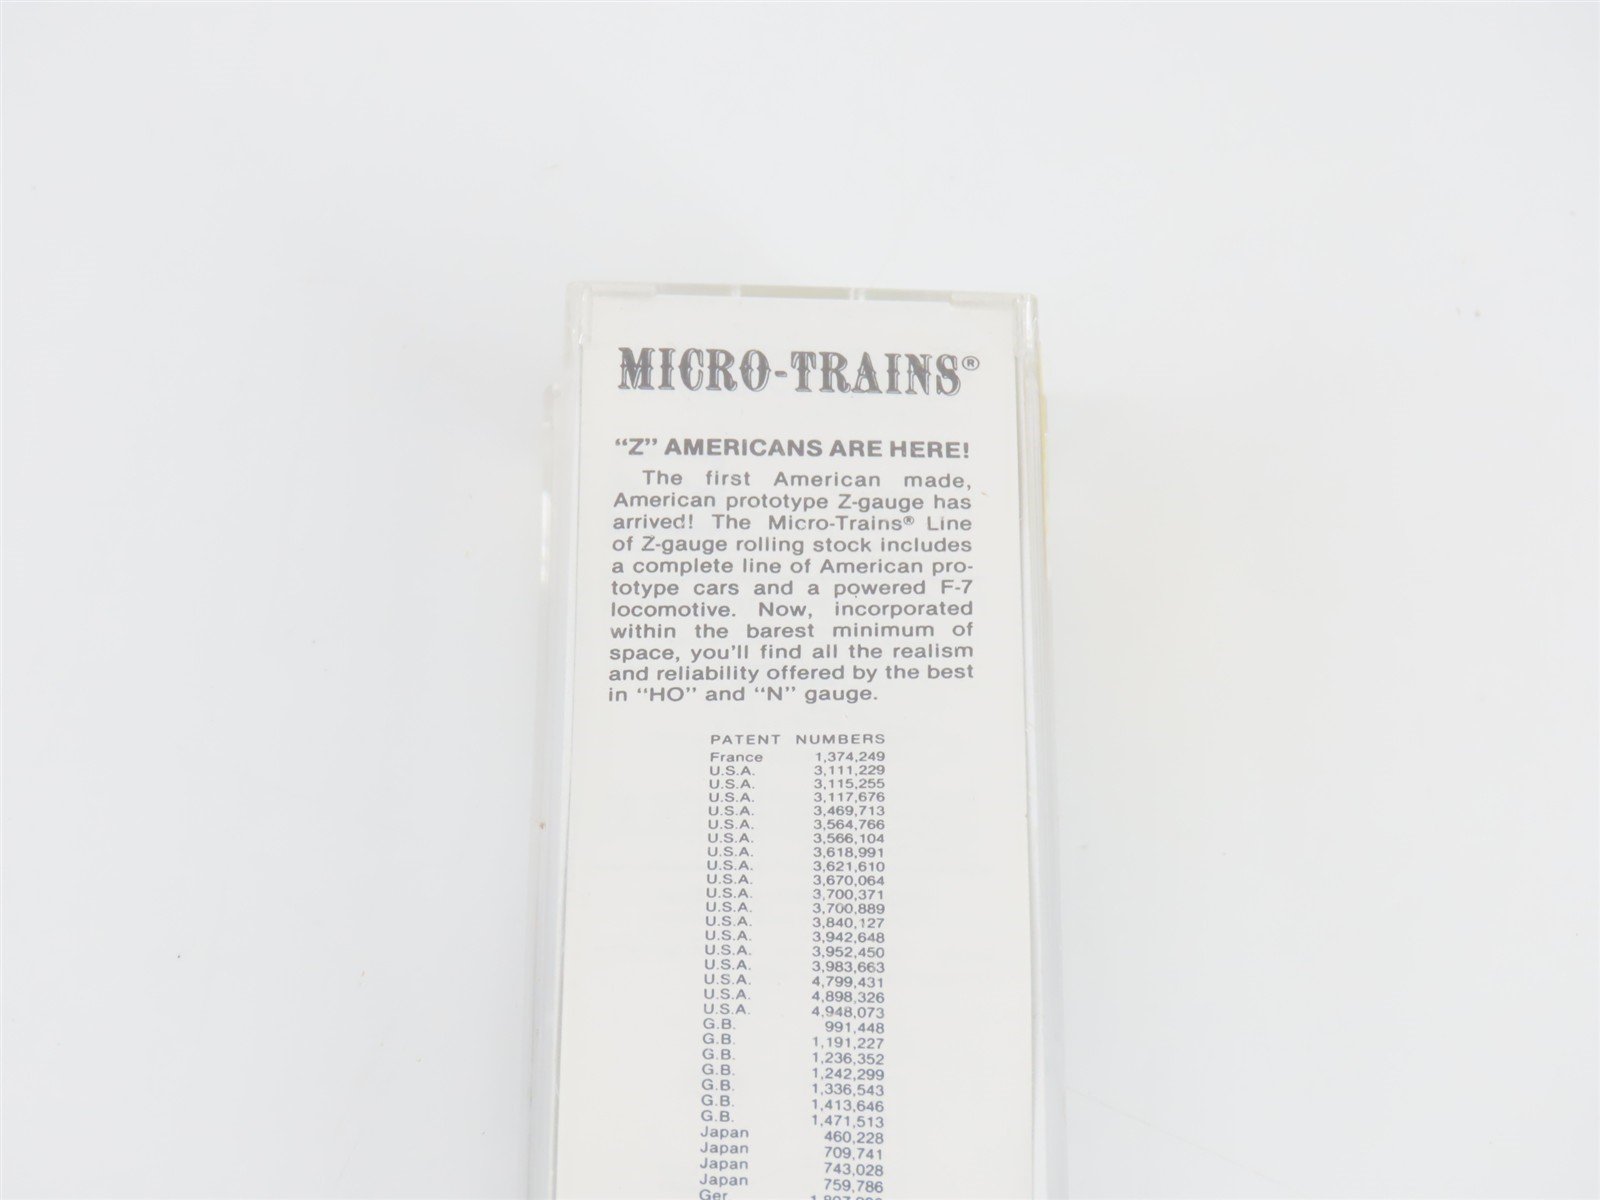 MICRO-TRAINS®
"Z" AMERICANS ARE HERE!
The first American made,
American prototype Z-gauge has
arrived! The Micro-Trains® Line
of Z-gauge rolling stock includes
a complete line of American pro-
totype cars and a powered F-7
locomotive. Now, incorporated
within the barest minimum of
space, you'll find all the realism
and reliability offered by the best
in "HO" and "N" gauge.
PATENT NUMBERS
France 1,374,249
U.S.A. 3,111,229
U.S.A. 3,115,255
U.S.A. 3,117,676
U.S.A. 3,469,713
U.S.A. 3,564,766
U.S.A. 3,566,104
U.S.A. 3,618,991
U.S.A. 3,621,610
U.S.A. 3,670,064
U.S.A. 3,700,371
U.S.A. 3,700,889
U.S.A. 3,840,127
U.S.A. 3,942,648
U.S.A. 3,952,450
U.S.A. 3,983,663
U.S.A. 4,799,431
U.S.A. 4,898,326
U.S.A. 4,948,073
G.B. 991,448
G.B. 1,191,227
G.B. 1,236,352
G.B. 1,242,299
G.B. 1,336,543
G.B. 1,413,646
G.B. 1,471,513
Japan 460,228
Japan 709,741
Japan 743,028
Japan 759,786
Ger.